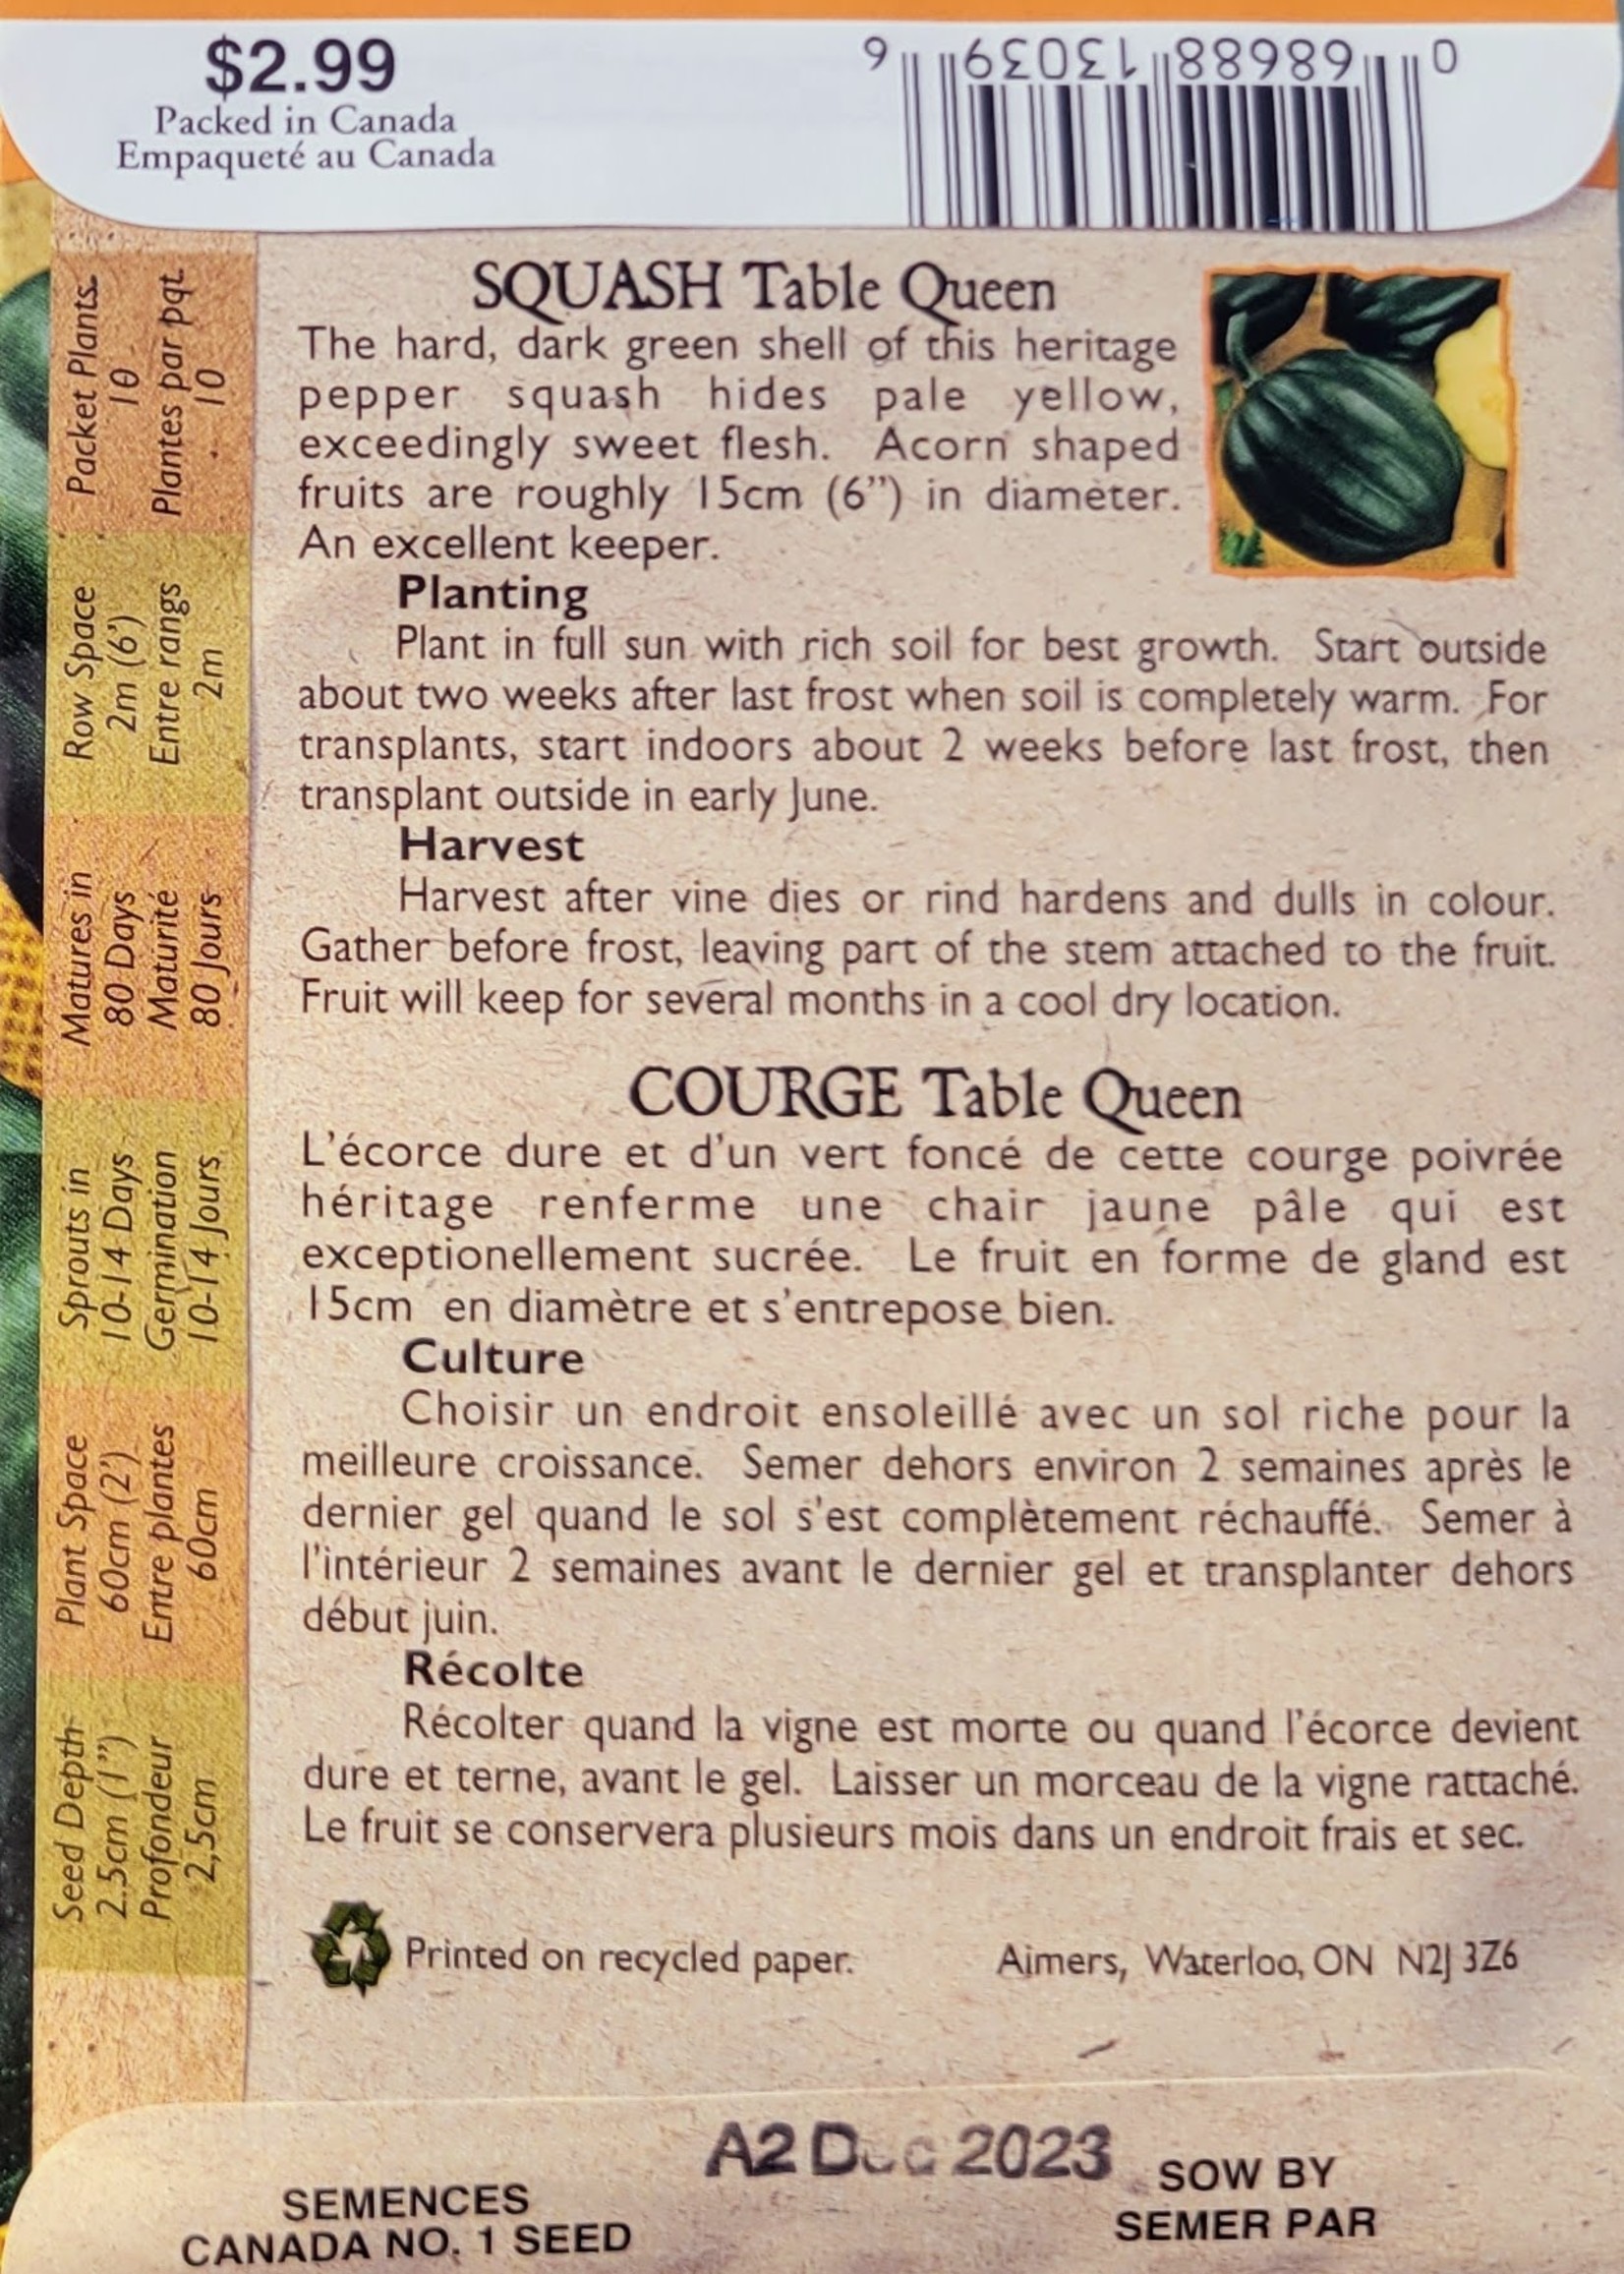 $2.99
Packed in Canada
Empaqueté au Canada
0 68688 13039 6
Packet Plants
10
Plantes par pqt.
10
Row Space
2m (6')
Entre rangs
2m
Matures in
80 Days
Maturité
80 Jours
Sprouts in
10-14 Days
Germination
10-14 Jours
Plant Space
60cm (2')
Entre plantes
60cm
Seed Depth
2.5cm (1”)
Profondeur
2,5cm
SQUASH Table Queen
The hard, dark green shell of this heritage
pepper squash hides pale yellow,
exceedingly sweet flesh. Acorn shaped
fruits are roughly 15cm (6”) in diameter.
An excellent keeper.
Planting
Plant in full sun with rich soil for best growth. Start outside
about two weeks after last frost when soil is completely warm. For
transplants, start indoors about 2 weeks before last frost, then
transplant outside in early June.
Harvest
Harvest after vine dies or rind hardens and dulls in colour.
Gather before frost, leaving part of the stem attached to the fruit.
Fruit will keep for several months in a cool dry location.
COURGE Table Queen
L'écorce dure et d'un vert foncé de cette courge poivrée
héritage renferme une chair jaune pâle qui est
exceptionellement sucrée. Le fruit en forme de gland est
15cm en diamètre et s'entrepose bien.
Culture
Choisir un endroit ensoleillé avec un sol riche pour la
meilleure croissance. Semer dehors environ 2 semaines après le
dernier gel quand le sol s'est complètement réchauffé. Semer à
l'intérieur 2 semaines avant le dernier gel et transplanter dehors
début juin.
Récolte
Récolter quand la vigne est morte ou quand l'écorce devient
dure et terne, avant le gel. Laisser un morceau de la vigne rattaché.
Le fruit se conservera plusieurs mois dans un endroit frais et sec.
Printed on recycled paper.
Aimers, Waterloo, ON N2J 3Z6
A2 Dec 2023
SOW BY
SEMER PAR
SEMENCES
CANADA NO. 1 SEED